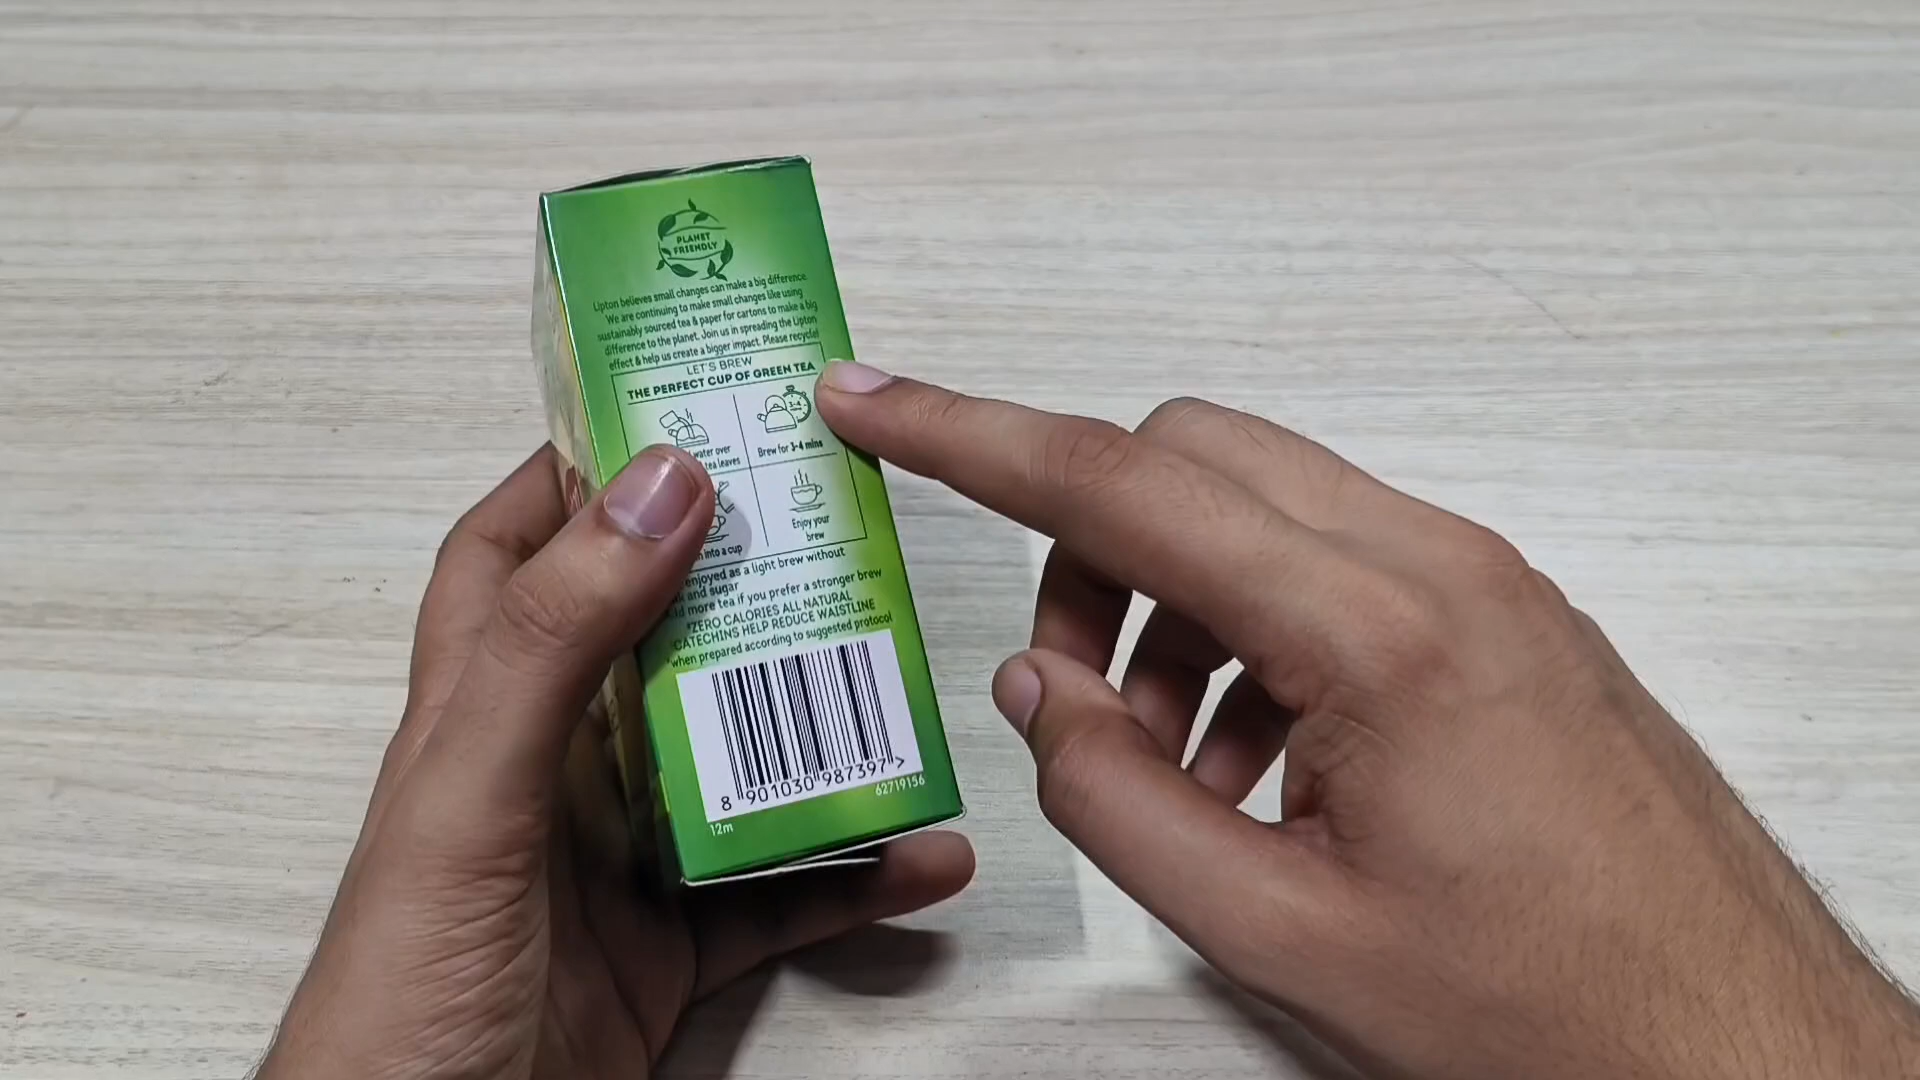 PLANET
FRIENDLY
Lipton believes small changes can make a big difference.
We are continuing to make small changes like using
sustainably sourced tea & paper for cartons to make a big
difference to the planet. Join us in spreading the Lipton
effect & help us create a bigger impact. Please recycle!
LET'S BREW
THE PERFECT CUP OF GREEN TEA
3-4
water over
tea leaves
Brew for 3-4 mins
into a cup
Enjoy your
brew
enjoyed as a light brew without
and sugar
more tea if you prefer a stronger brew
*ZERO CALORIES ALL NATURAL
CATECHINS HELP REDUCE WAISTLINE
*when prepared according to suggested protocol
8 901030 987397 >
62719156
12m